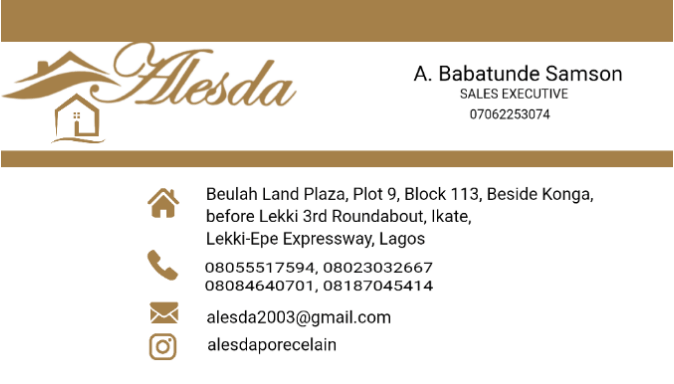 Alesda
A. Babatunde Samson
SALES EXECUTIVE
07062253074
Beulah Land Plaza, Plot 9, Block 113, Beside Konga,
before Lekki 3rd Roundabout, Ikate,
Lekki-Epe Expressway, Lagos
08055517594, 08023032667
08084640701, 08187045414
alesda2003@gmail.com
alesdaporecelain